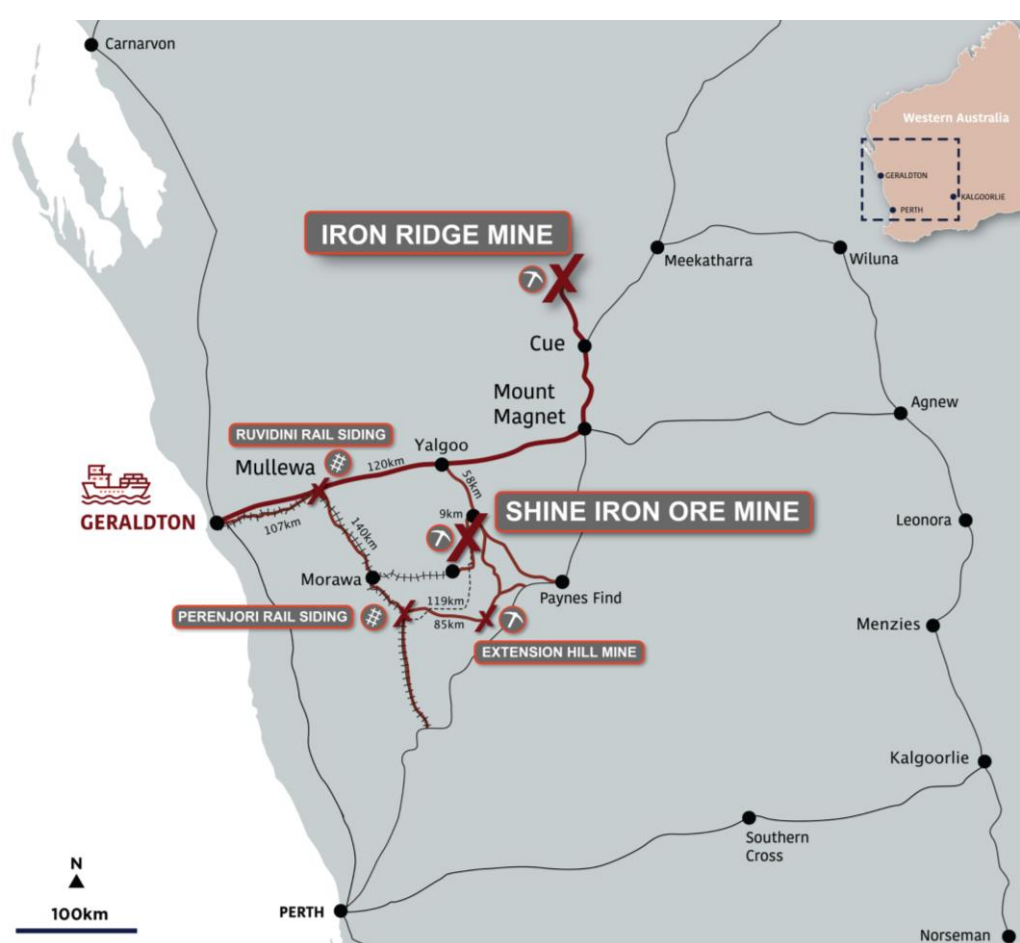 Carnarvon
Western Australia
GERALDTON
KALGOORLIE
PERTH
IRON RIDGE MINE
Meekatharra
Wiluna
Cue
Mount
Magnet
Agnew
RUVIDINI RAIL SIDING
Yalgoo
Mullewa
120km
58km
GERALDTON
107km
140km
9km
SHINE IRON ORE MINE
Leonora
Morawa
119km
Paynes Find
PERENJORI RAIL SIDING
85km
Menzies
EXTENSION HILL MINE
Kalgoorlie
Southern
Cross
N
100km
PERTH
Norseman